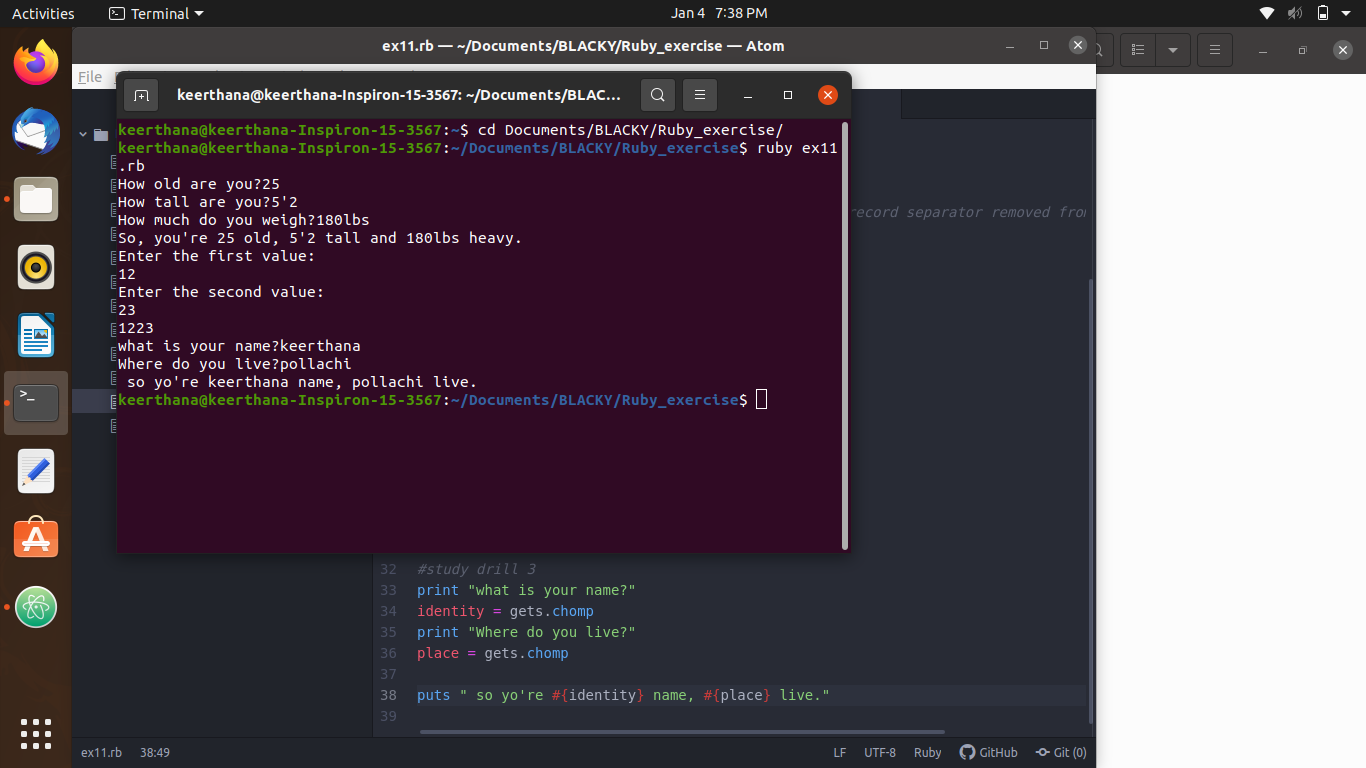 Activities
Terminal
Jan 4 7:38 PM
ex11.rb — ~/Documents/BLACKY/Ruby_exercise — Atom
File
keerthana@keerthana-Inspiron-15-3567: ~/Documents/BLAC...
keerthana@keerthana-Inspiron-15-3567:~$ cd Documents/BLACKY/Ruby_exercise/
keerthana@keerthana-Inspiron-15-3567:~/Documents/BLACKY/Ruby_exercise$ ruby ex11
.rb
How old are you?25
How tall are you?5'2
How much do you weigh?180lbs
So, you're 25 old, 5'2 tall and 180lbs heavy.
Enter the first value:
12
Enter the second value:
23
1223
what is your name?keerthana
Where do you live?pollachi
 so yo're keerthana name, pollachi live.
keerthana@keerthana-Inspiron-15-3567:~/Documents/BLACKY/Ruby_exercise$
record separator removed from
32 #study drill 3
33 print "what is your name?"
34 identity = gets.chomp
35 print "Where do you live?"
36 place = gets.chomp
37
38 puts " so yo're #{identity} name, #{place} live."
39
ex11.rb 38:49
LF UTF-8 Ruby GitHub Git (0)